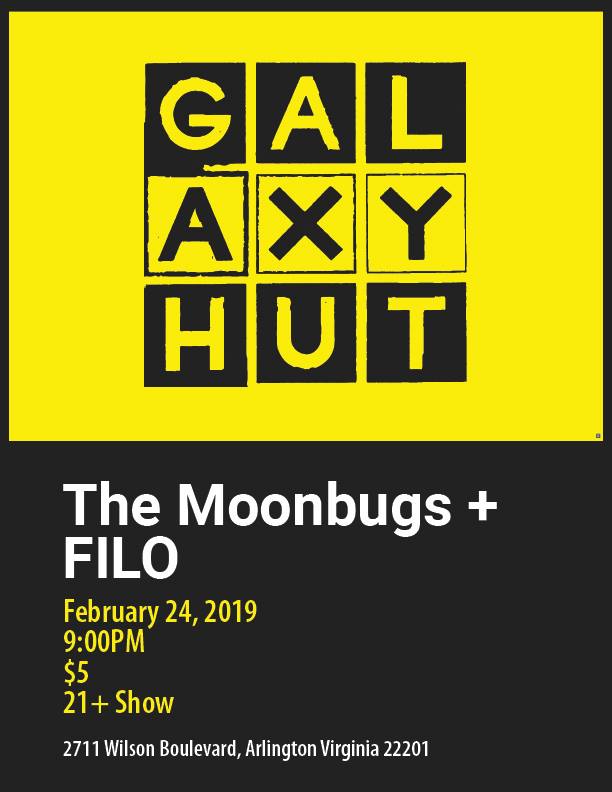 GAL
AXY
HUT
The Moonbugs +
FILO
February 24, 2019
9:00PM
$5
21+ Show
2711 Wilson Boulevard, Arlington Virginia 22201